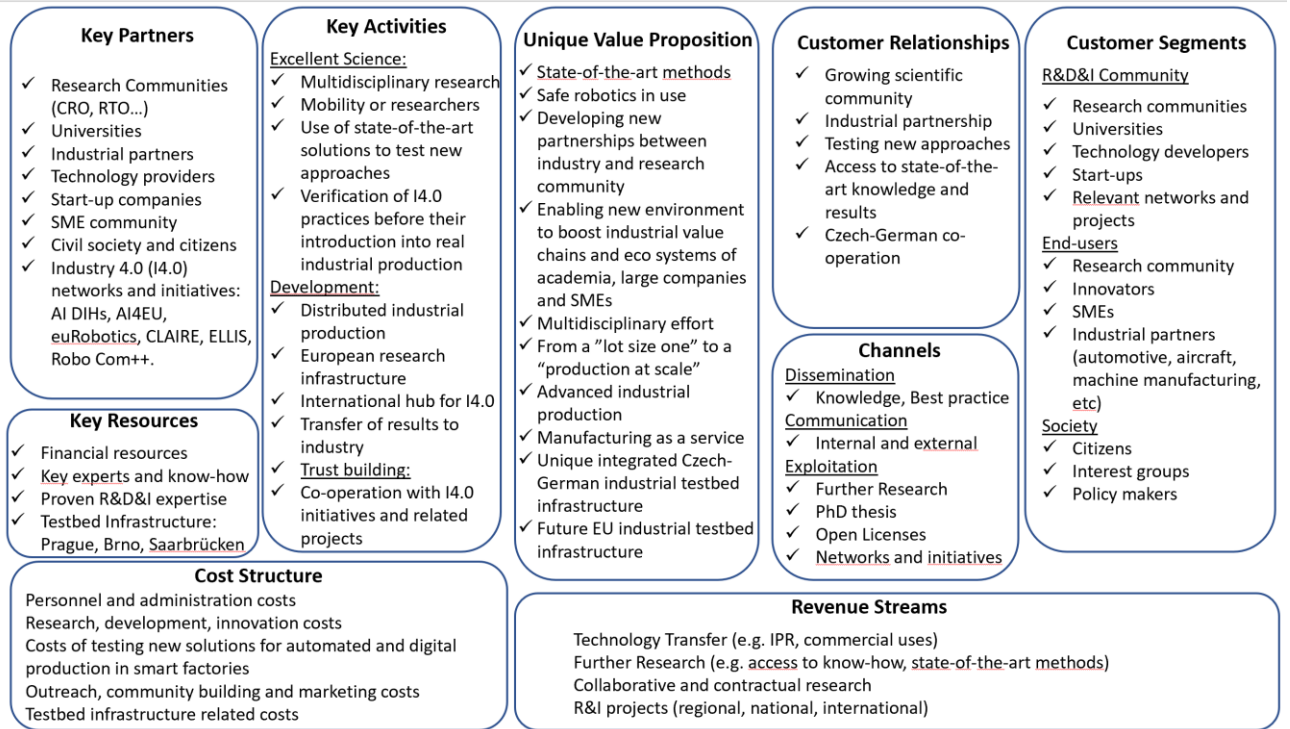 Key Partners
✓ Research Communities
(CRO, RTO...)
✓ Universities
✓ Industrial partners
✓ Technology providers
✓ Start-up companies
✓ SME community
✓ Civil society and citizens
✓ Industry 4.0 (I4.0)
networks and initiatives:
AI DIHs, AI4EU,
euRobotics, CLAIRE, ELLIS,
Robo Com++.
Key Resources
✓ Financial resources
✓ Key experts and know-how
✓ Proven R&D&I expertise
✓ Testbed Infrastructure:
Prague, Brno, Saarbrücken
Key Activities
Excellent Science:
✓ Multidisciplinary research
✓ Mobility or researchers
✓ Use of state-of-the-art
solutions to test new
approaches
✓ Verification of I4.0
practices before their
introduction into real
industrial production
Development:
✓ Distributed industrial
production
✓ European research
infrastructure
✓ International hub for I4.0
✓ Transfer of results to
industry
✓ Trust building:
✓ Co-operation with I4.0
initiatives and related
projects
Unique Value Proposition
✓ State-of-the-art methods
✓ Safe robotics in use
✓ Developing new
partnerships between
industry and research
community
✓ Enabling new environment
to boost industrial value
chains and eco systems of
academia, large companies
and SMEs
✓ Multidisciplinary effort
✓ From a "lot size one" to a
"production at scale"
✓ Advanced industrial
production
✓ Manufacturing as a service
✓ Unique integrated Czech-
German industrial testbed
infrastructure
✓ Future EU industrial testbed
infrastructure
Customer Relationships
✓ Growing scientific
community
✓ Industrial partnership
✓ Testing new approaches
✓ Access to state-of-the-
art knowledge and
results
✓ Czech-German co-
operation
Channels
Dissemination
✓ Knowledge, Best practice
Communication
✓ Internal and external
Exploitation
✓ Further Research
✓ PhD thesis
✓ Open Licenses
✓ Networks and initiatives
Customer Segments
R&D&I Community
✓ Research communities
✓ Universities
✓ Technology developers
✓ Start-ups
✓ Relevant networks and
projects
End-users
✓ Research community
✓ Innovators
✓ SMEs
✓ Industrial partners
(automotive, aircraft,
machine manufacturing,
etc)
Society
✓ Citizens
✓ Interest groups
✓ Policy makers
Cost Structure
Personnel and administration costs
Research, development, innovation costs
Costs of testing new solutions for automated and digital
production in smart factories
Outreach, community building and marketing costs
Testbed infrastructure related costs
Revenue Streams
Technology Transfer (e.g. IPR, commercial uses)
Further Research (e.g. access to know-how, state-of-the-art methods)
Collaborative and contractual research
R&I projects (regional, national, international)